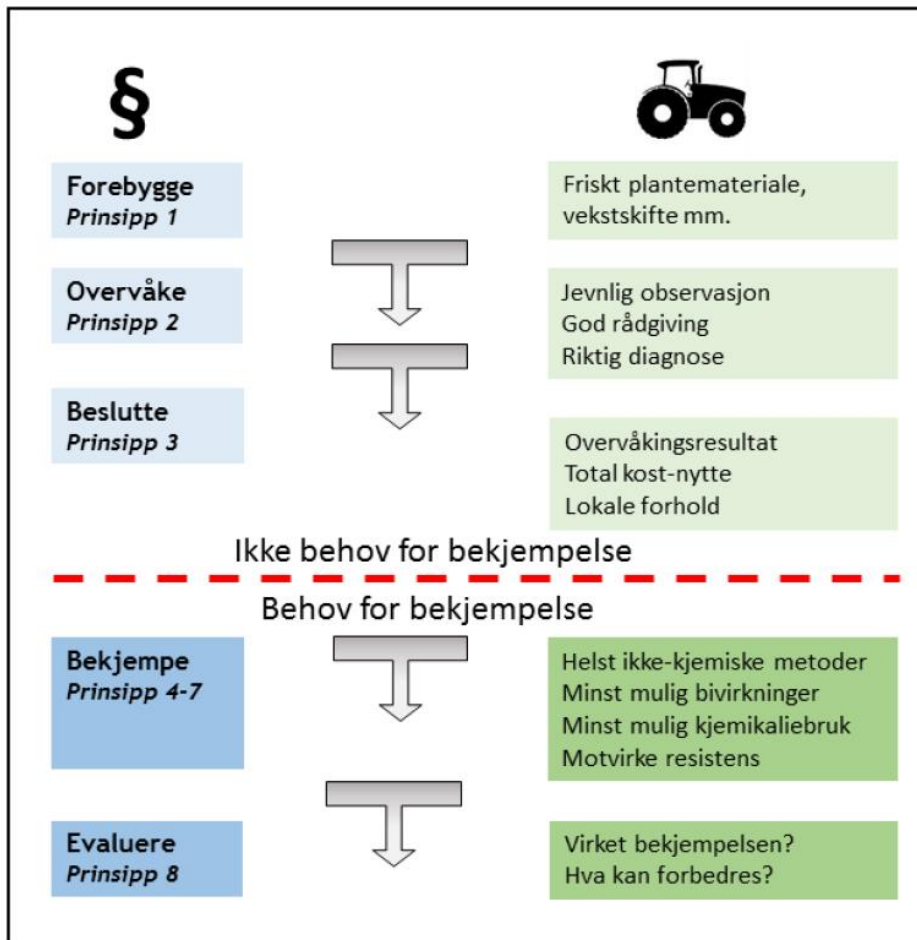 §
Forebygge
Prinsipp 1
Friskt plantemateriale,
vekstskifte mm.
Overvåke
Prinsipp 2
Jevnlig observasjon
God rådgiving
Riktig diagnose
Beslutte
Prinsipp 3
Overvåkingsresultat
Total kost-nytte
Lokale forhold
Ikke behov for bekjempelse
Behov for bekjempelse
Bekjempe
Prinsipp 4-7
Helst ikke-kjemiske metoder
Minst mulig bivirkninger
Minst mulig kjemikaliebruk
Motvirke resistens
Evaluere
Prinsipp 8
Virket bekjempelsen?
Hva kan forbedres?